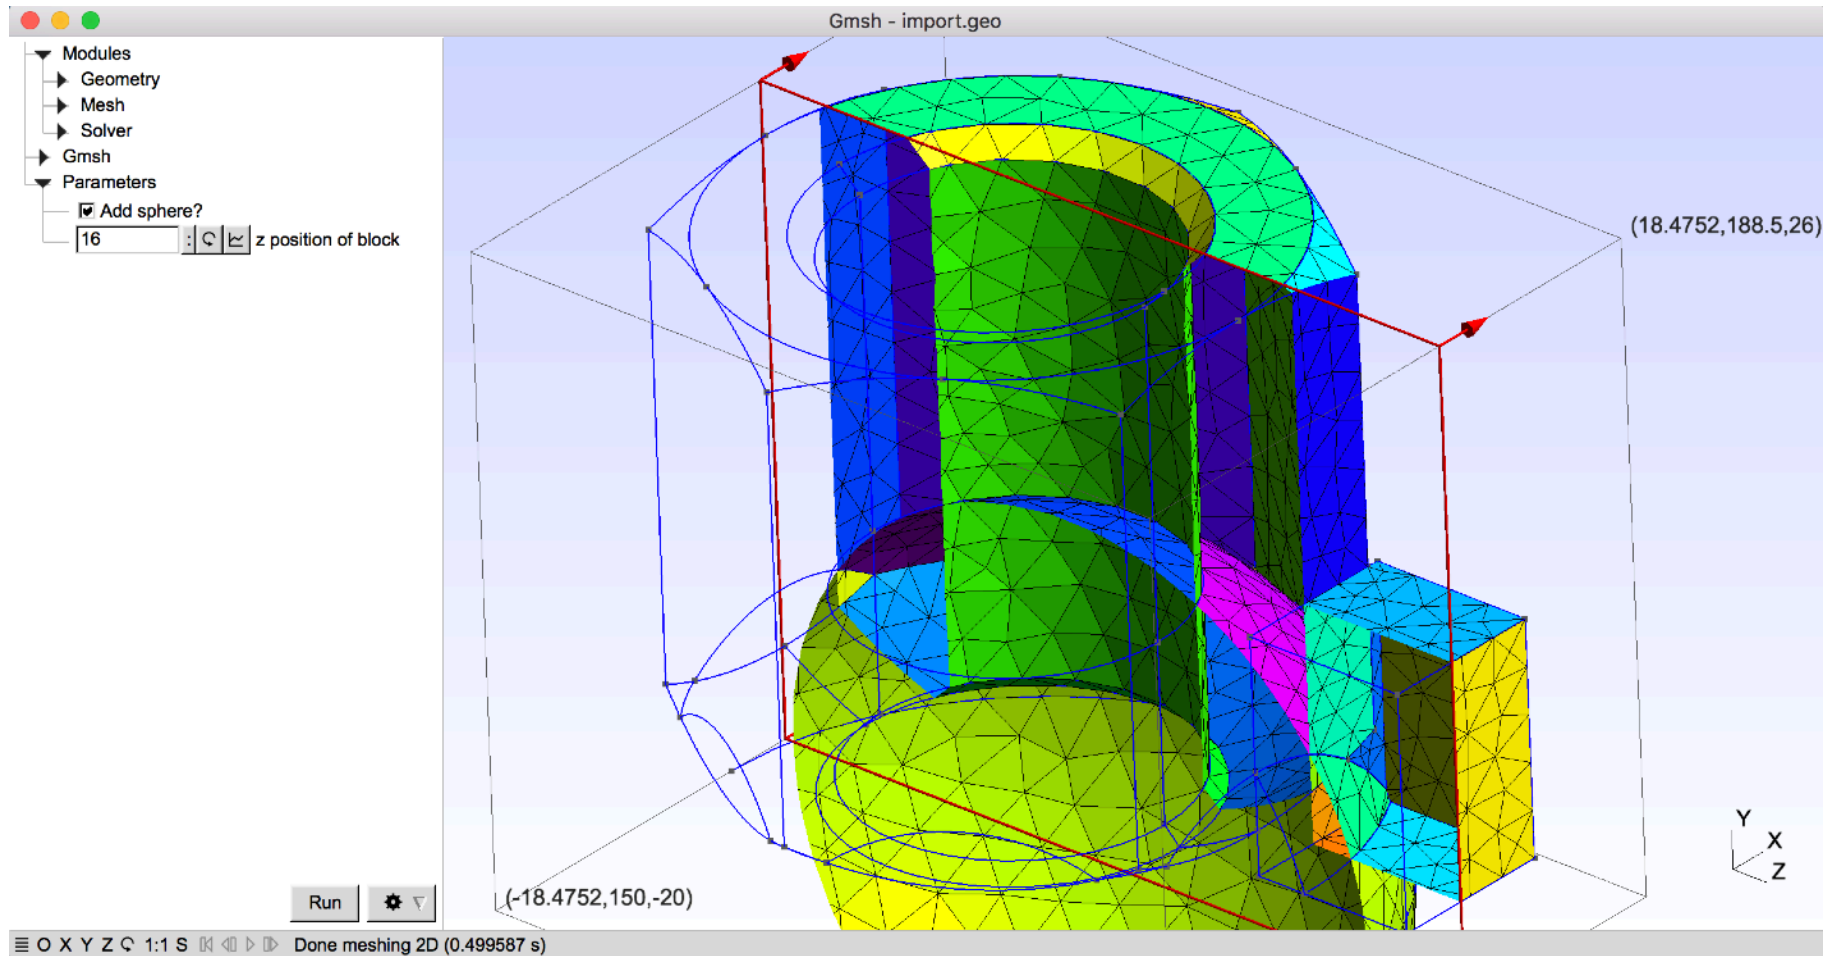 Gmsh - import.geo
Modules
Geometry
Mesh
Solver
Gmsh
Parameters
Add sphere?
16 : z position of block
(18.4752,188.5,26)
(-18.4752,150,-20)
Y
X
Z
Run
O X Y Z 1:1 S Done meshing 2D (0.499587 s)